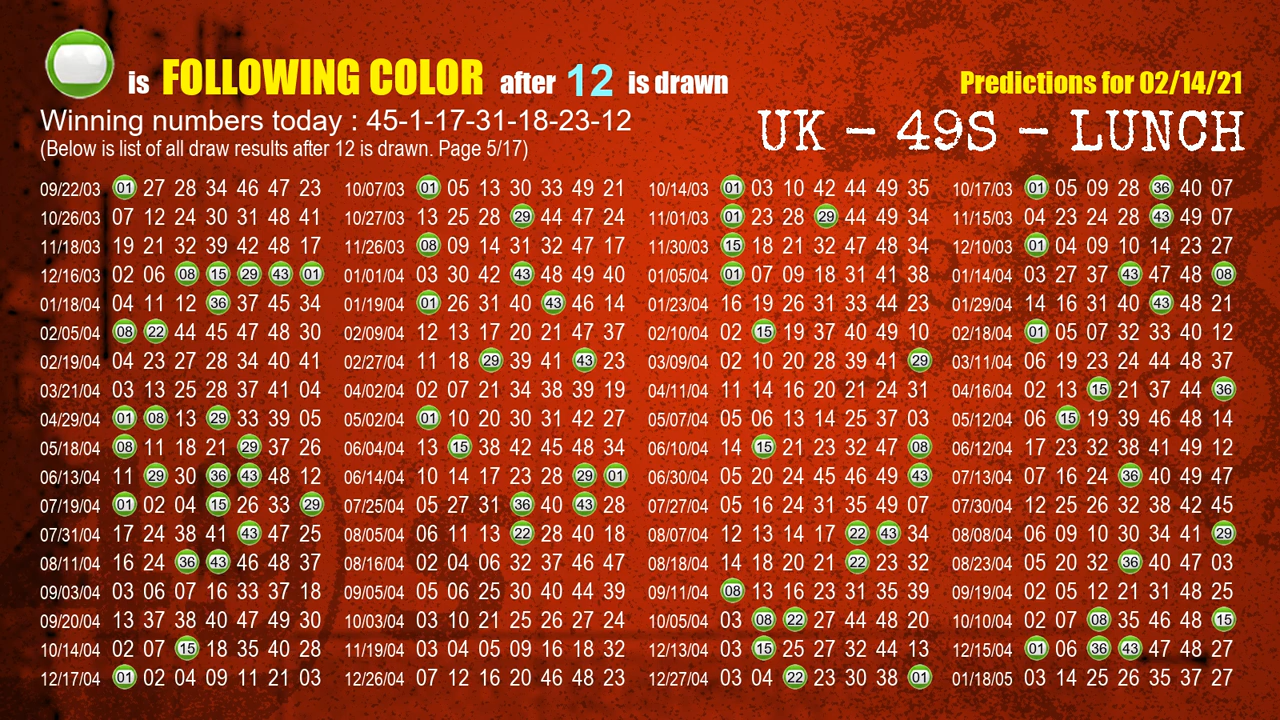 is FOLLOWING COLOR after 12 is drawn
Predictions for 02/14/21
Winning numbers today : 45-1-17-31-18-23-12
UK - 49S - LUNCH
(Below is list of all draw results after 12 is drawn. Page 5/17)
09/22/03 01 27 28 34 46 47 23 10/07/03 01 05 13 30 33 49 21 10/14/03 01 03 10 42 44 49 35 10/17/03 01 05 09 28 36 40 07
10/26/03 07 12 24 30 31 48 41 10/27/03 13 25 28 29 44 47 24 11/01/03 01 23 28 29 44 49 34 11/15/03 04 23 24 28 43 49 07
11/18/03 19 21 32 39 42 48 17 11/26/03 08 09 14 31 32 47 17 11/30/03 15 18 21 32 47 48 34 12/10/03 01 04 09 10 14 23 27
12/16/03 02 06 08 15 29 43 01 01/01/04 03 30 42 43 48 49 40 01/05/04 01 07 09 18 31 41 38 01/14/04 03 27 37 43 47 48 08
01/18/04 04 11 12 36 37 45 34 01/19/04 01 26 31 40 43 46 14 01/23/04 16 19 26 31 33 44 23 01/29/04 14 16 31 40 43 48 21
02/05/04 08 22 44 45 47 48 30 02/09/04 12 13 17 20 21 47 37 02/10/04 02 15 19 37 40 49 10 02/18/04 01 05 07 32 33 40 12
02/19/04 04 23 27 28 34 40 41 02/27/04 11 18 29 39 41 43 23 03/09/04 02 10 20 28 39 41 29 03/11/04 06 19 23 24 44 48 37
03/21/04 03 13 25 28 37 41 04 04/02/04 02 07 21 34 38 39 19 04/11/04 11 14 16 20 21 24 31 04/16/04 02 13 15 21 37 44 36
04/29/04 01 08 13 29 33 39 05 05/02/04 01 10 20 30 31 42 27 05/07/04 05 06 13 14 25 37 03 05/12/04 06 15 19 39 46 48 14
05/18/04 08 11 18 21 29 37 26 06/04/04 13 15 38 42 45 48 34 06/10/04 14 15 21 23 32 47 08 06/12/04 17 23 32 38 41 49 12
06/13/04 11 29 30 36 43 48 12 06/14/04 10 14 17 23 28 29 01 06/30/04 05 20 24 45 46 49 43 07/13/04 07 16 24 36 40 49 47
07/19/04 01 02 04 15 26 33 29 07/25/04 05 27 31 36 40 43 28 07/27/04 05 16 24 31 35 49 07 07/30/04 12 25 26 32 38 42 45
07/31/04 17 24 38 41 43 47 25 08/05/04 06 11 13 22 28 40 18 08/07/04 12 13 14 17 22 43 34 08/08/04 06 09 10 30 34 41 29
08/11/04 16 24 36 43 46 48 37 08/16/04 02 04 06 32 37 46 47 08/18/04 14 18 20 21 22 23 32 08/23/04 05 20 32 36 40 47 03
09/03/04 03 06 07 16 33 37 18 09/05/04 05 06 25 30 40 44 39 09/11/04 08 13 16 23 31 35 39 09/19/04 02 05 12 21 31 48 25
09/20/04 13 37 38 40 47 49 30 10/03/04 03 10 21 25 26 27 24 10/05/04 03 08 22 27 44 48 20 10/10/04 02 07 08 35 46 48 15
10/14/04 02 07 15 18 35 40 28 11/19/04 03 04 05 09 16 18 32 12/13/04 03 15 25 27 32 44 13 12/15/04 01 06 36 43 47 48 27
12/17/04 01 02 04 09 11 21 03 12/26/04 07 12 16 20 46 48 23 12/27/04 03 04 22 23 30 38 01 01/18/05 03 14 25 26 35 37 27